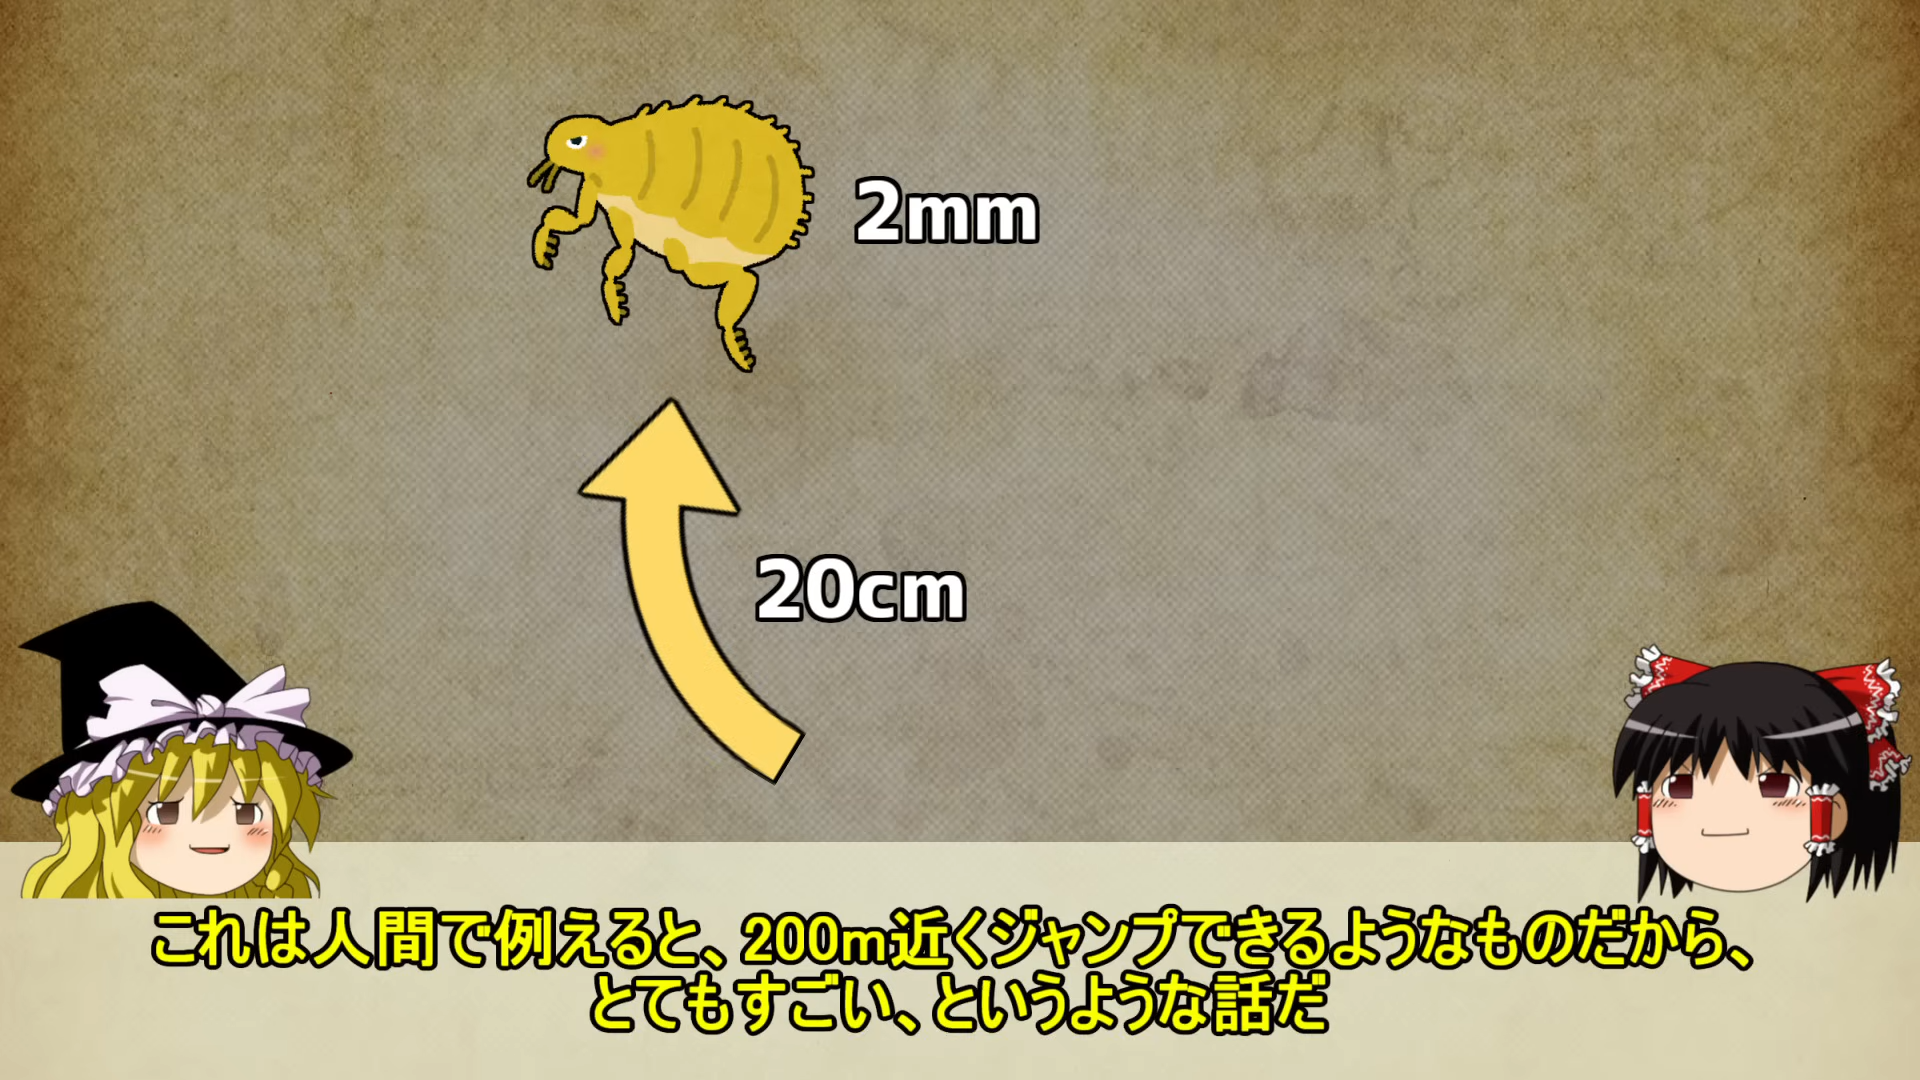 2mm
20cm
これは人間で例えると、200m近くジャンプできるようなものだから、
とてもすごい、というような話だ